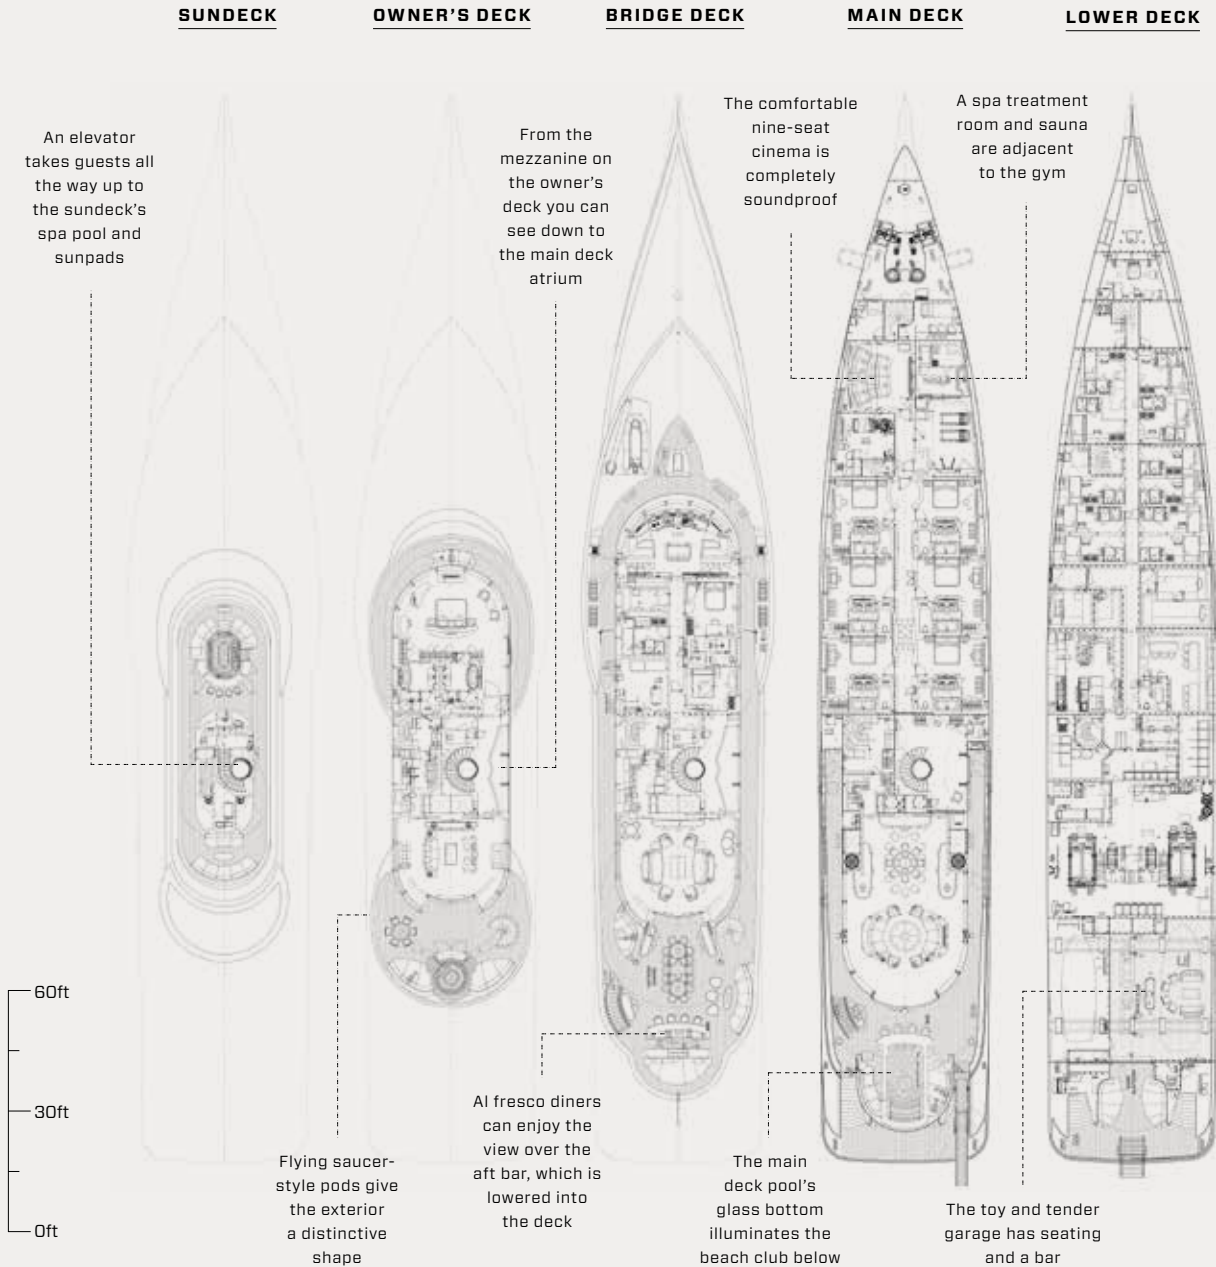 SUNDECK
OWNER'S DECK
BRIDGE DECK
MAIN DECK
LOWER DECK
An elevator
takes guests all
the way up to
the sundeck's
spa pool and
sunpads
From the
mezzanine on
the owner's
deck you can
see down to
the main deck
atrium
The comfortable
nine-seat
cinema is
completely
soundproof
A spa treatment
room and sauna
are adjacent
to the gym
60ft
30ft
0ft
Flying saucer-
style pods give
the exterior
a distinctive
shape
Al fresco diners
can enjoy the
view over the
aft bar, which is
lowered into
the deck
The main
deck pool's
glass bottom
illuminates the
beach club below
The toy and tender
garage has seating
and a bar